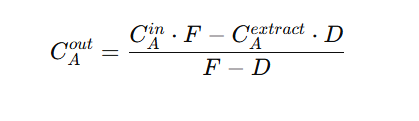 C_A^{out} = \frac{C_A^{in} \cdot F - C_A^{extract} \cdot D}{F - D}